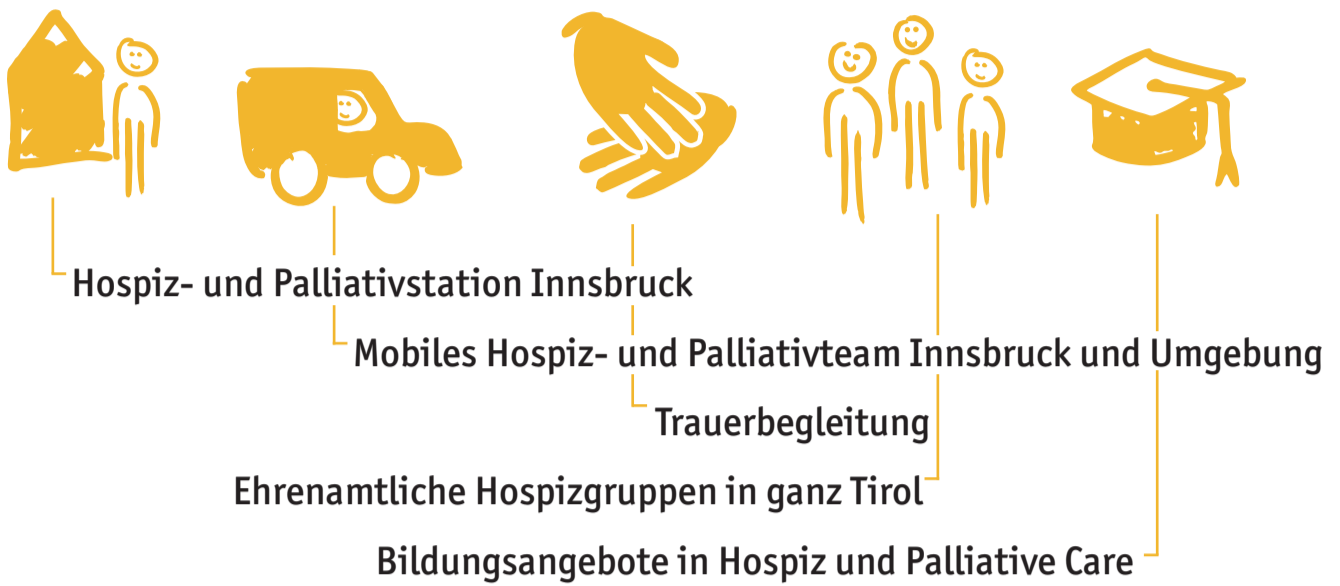 Hospiz- und Palliativstation Innsbruck
Mobiles Hospiz- und Palliativteam Innsbruck und Umgebung
Trauerbegleitung
Ehrenamtliche Hospizgruppen in ganz Tirol
Bildungsangebote in Hospiz und Palliative Care